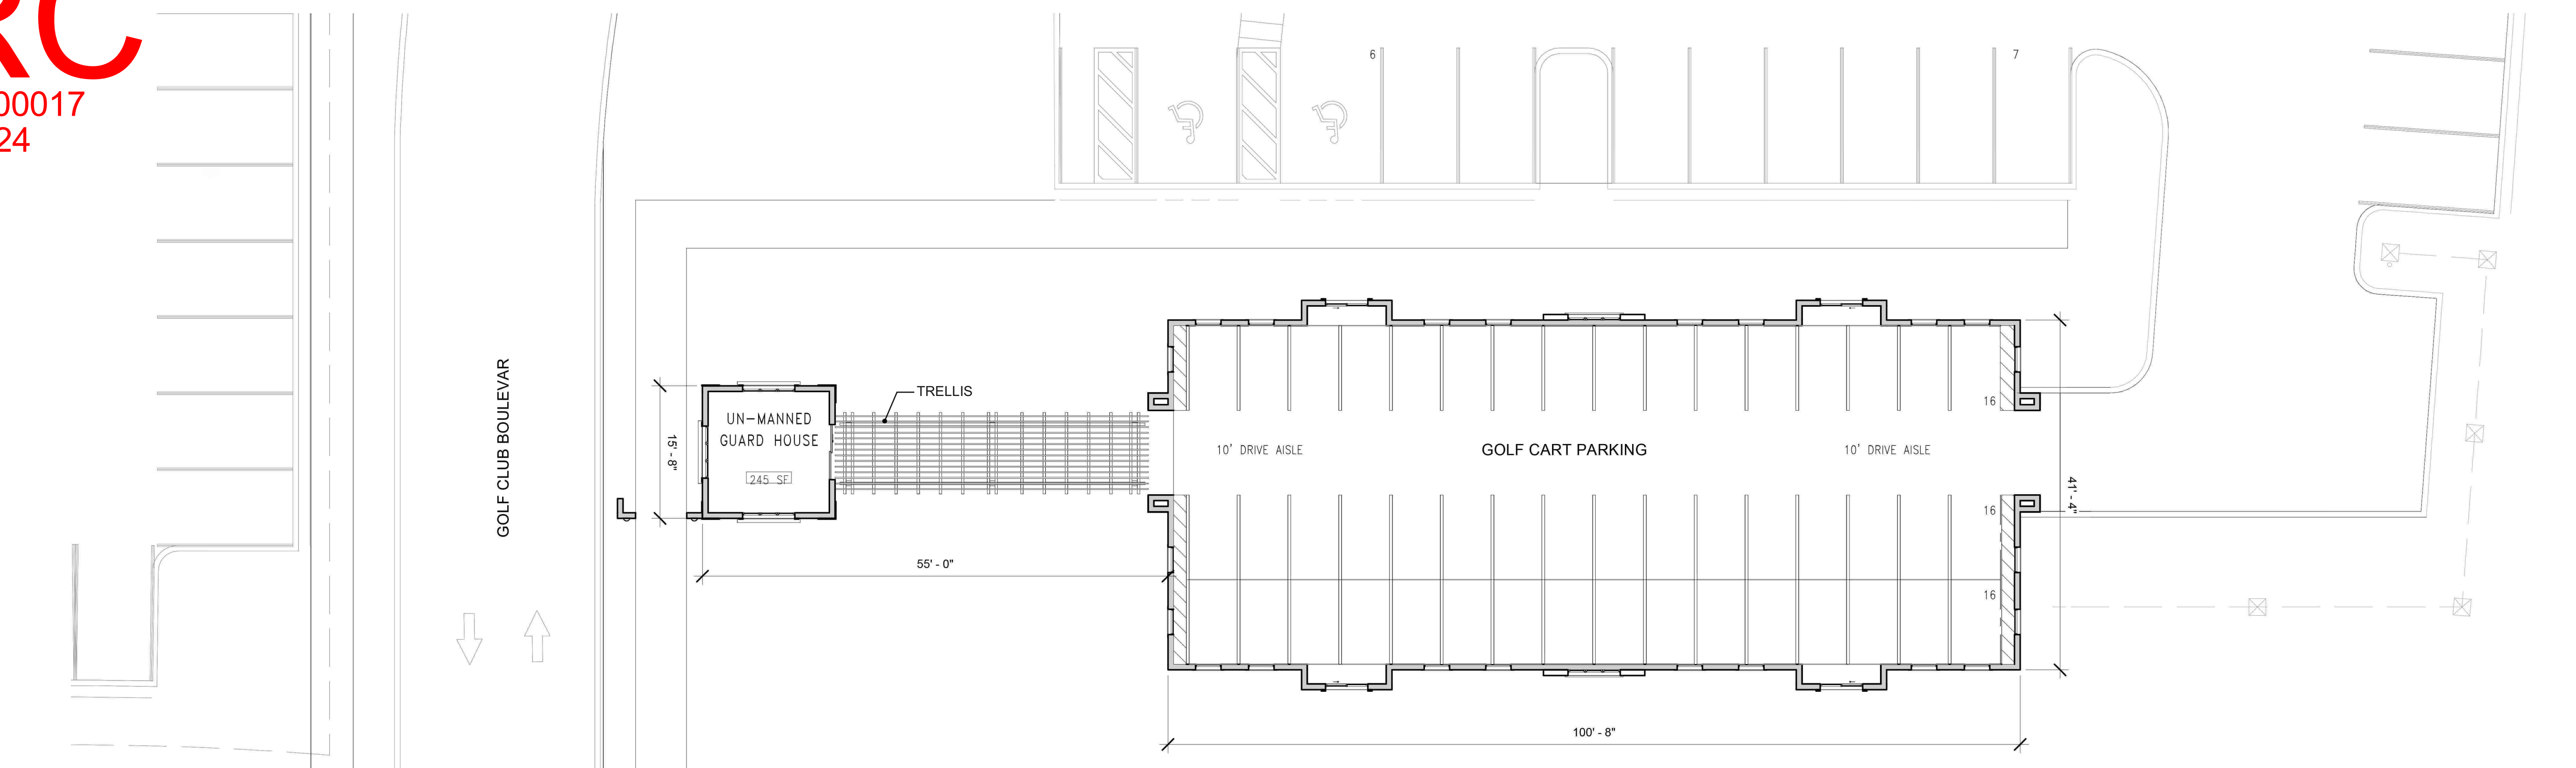 RC
00017
24
6
7
TRELLIS
UN-MANNED
GUARD HOUSE
245 SF
15' - 8"
GOLF CLUB BOULEVAR
55' - 0"
10' DRIVE AISLE
GOLF CART PARKING
10' DRIVE AISLE
16
16
16
41' - 4"
100' - 8"